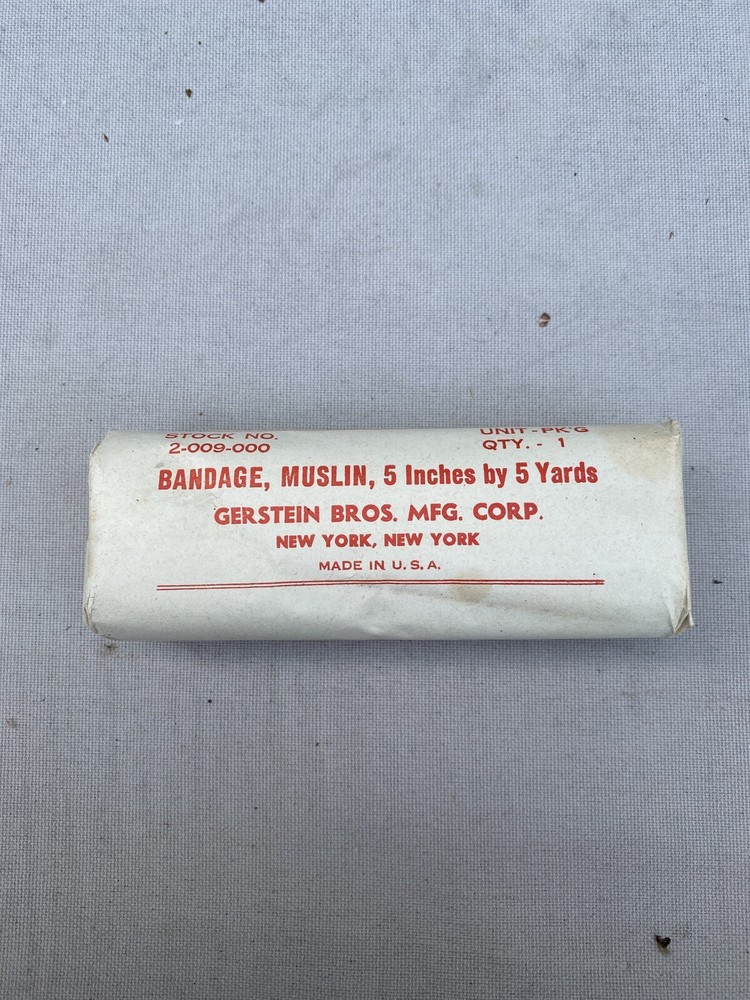 STOCK NO. UNIT - PK'G
2-009-000 QTY. - 1
BANDAGE, MUSLIN, 5 Inches by 5 Yards
GERSTEIN BROS. MFG. CORP.
NEW YORK, NEW YORK
MADE IN U. S. A.